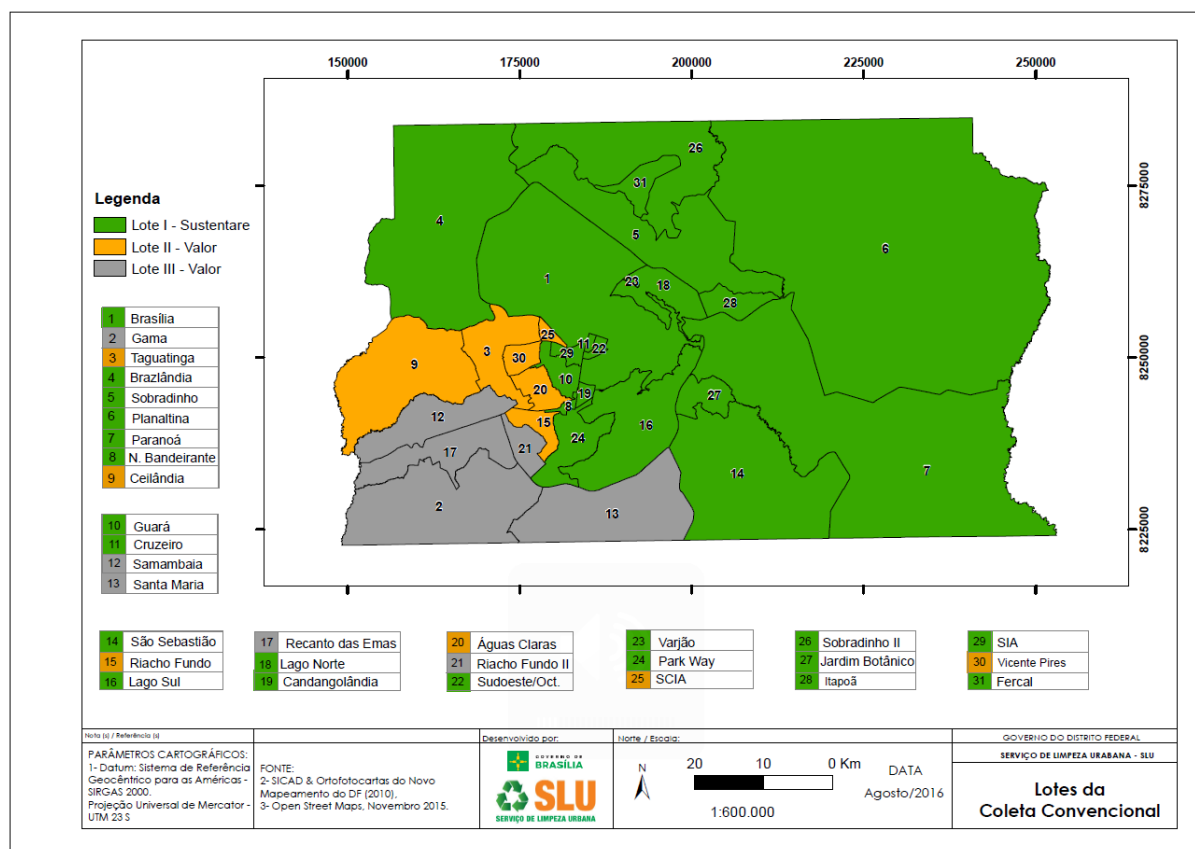 150000
175000
200000
225000
250000
8275000
8250000
8225000
8275000
8250000
8225000
26
31
4
5
6
1
23
18
28
25
11
22
3
30
29
9
10
20
19
27
8
12
15
16
24
21
17
14
7
2
13
Legenda
Lote I - Sustentare
Lote II - Valor
Lote III - Valor
1 Brasília
2 Gama
3 Taguatinga
4 Brazlândia
5 Sobradinho
6 Planaltina
7 Paranoá
8 N. Bandeirante
9 Ceilândia
10 Guará
11 Cruzeiro
12 Samambaia
13 Santa Maria
14 São Sebastião
15 Riacho Fundo
16 Lago Sul
17 Recanto das Emas
18 Lago Norte
19 Candangolândia
20 Águas Claras
21 Riacho Fundo II
22 Sudoeste/Oct.
23 Varjão
24 Park Way
25 SCIA
26 Sobradinho II
27 Jardim Botânico
28 Itapoã
29 SIA
30 Vicente Pires
31 Fercal
Nota (s) / Referência (s)
PARÂMETROS CARTOGRÁFICOS:
1- Datum: Sistema de Referência
Geocêntrico para as Américas -
SIRGAS 2000.
Projeção Universal de Mercator -
UTM 23 S
FONTE:
2- SICAD & Ortofotocartas do Novo
Mapeamento do DF (2010),
3- Open Street Maps, Novembro 2015.
Desenvolvido por:
GOVERNO DE
BRASÍLIA
SLU
SERVIÇO DE LIMPEZA URBANA
Norte / Escala:
N
20 10 0 Km
1:600.000
DATA
Agosto/2016
GOVERNO DO DISTRITO FEDERAL
SERVIÇO DE LIMPEZA URBANA - SLU
Lotes da
Coleta Convencional